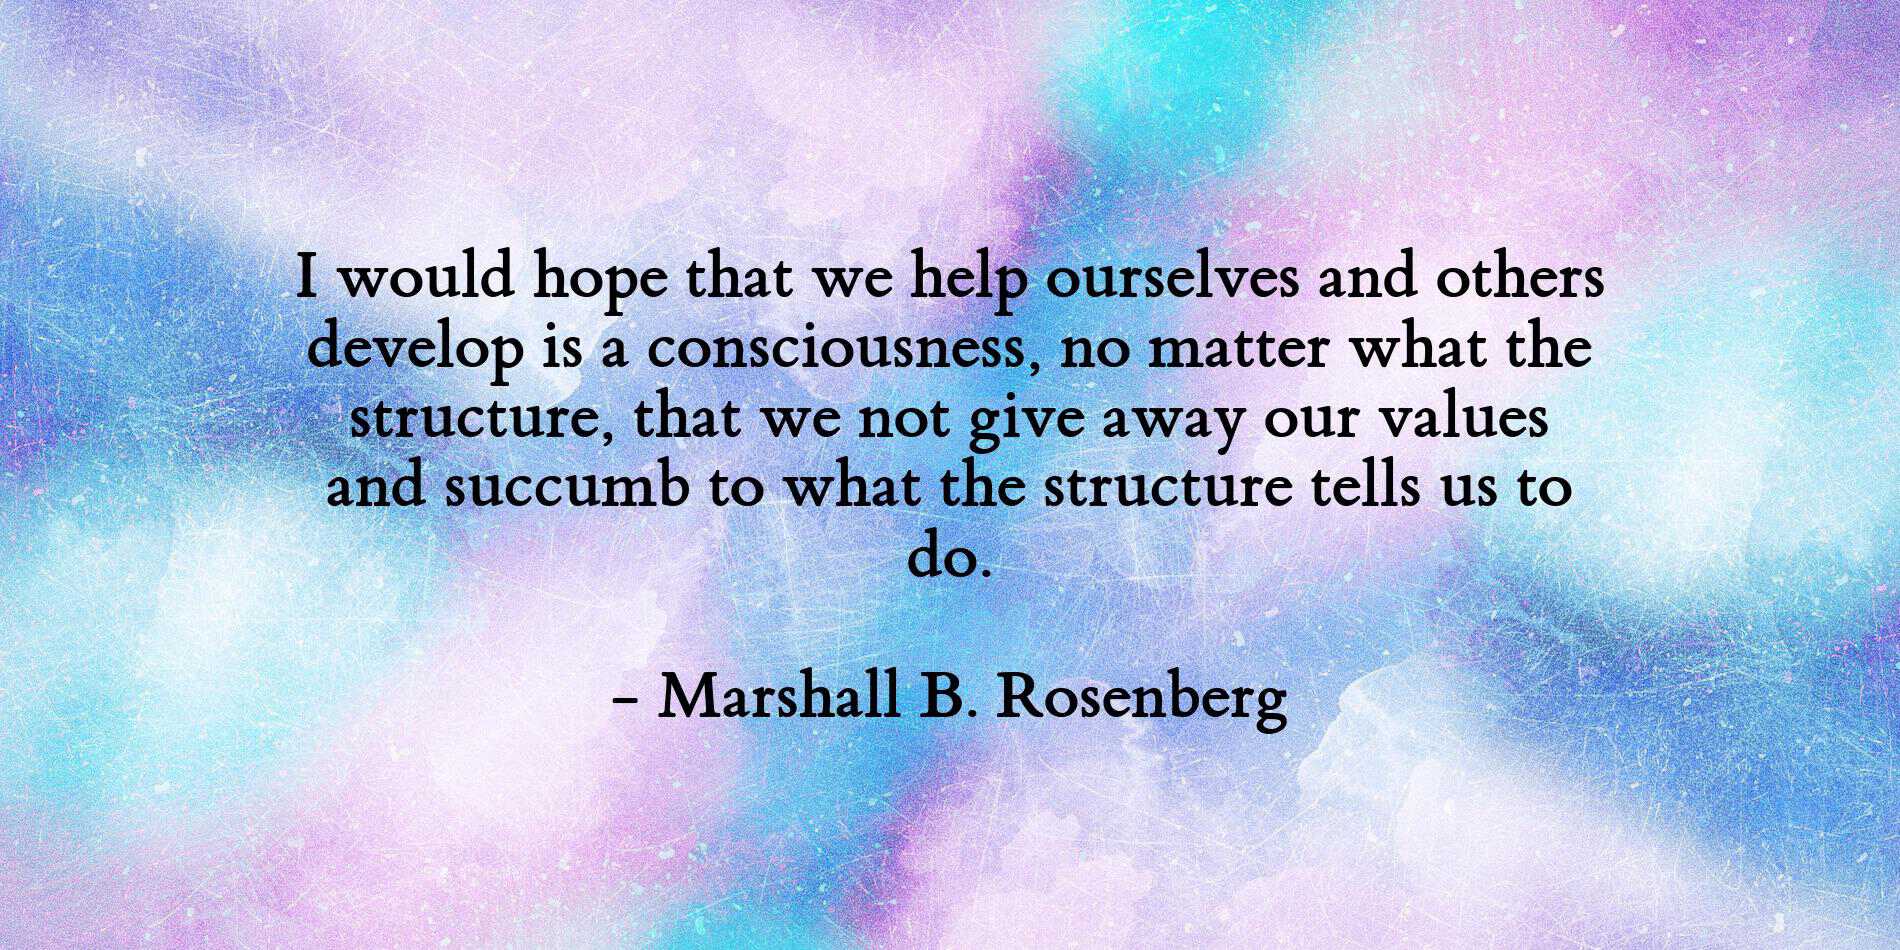 I would hope that we help ourselves and others
develop is a consciousness, no matter what the
structure, that we not give away our values
and succumb to what the structure tells us to
do.
- Marshall B. Rosenberg